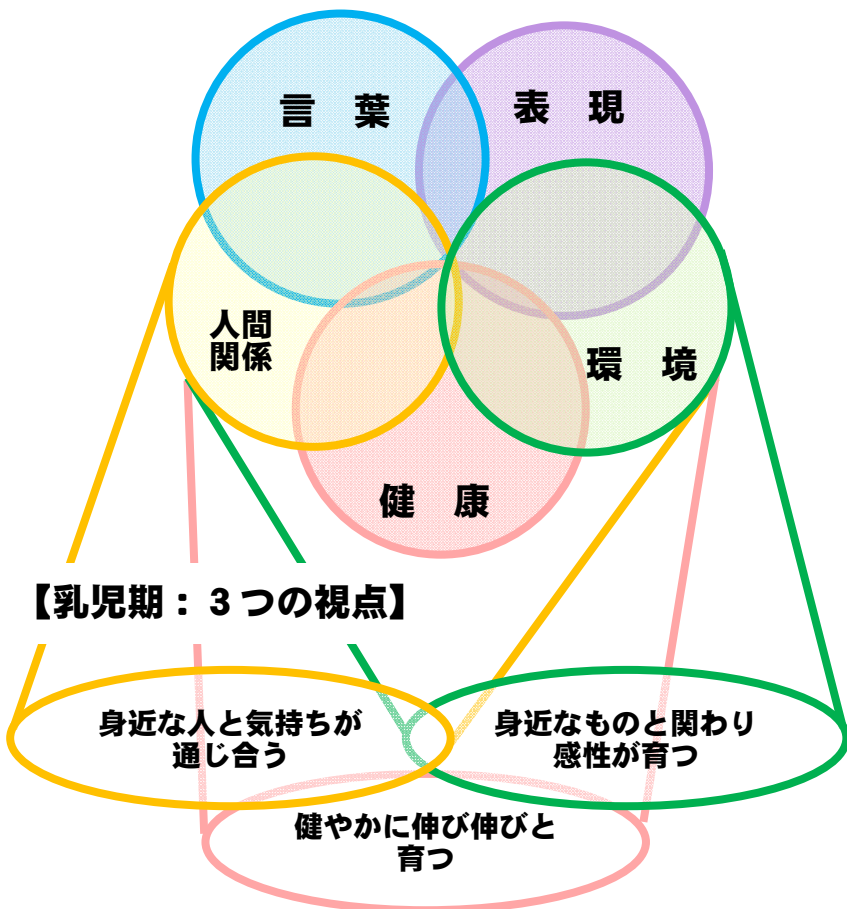 言　葉
表　現
人間
関係
環　境
健　康
【乳児期：３つの視点】
身近な人と気持ちが
通じ合う
身近なものと関わり
感性が育つ
健やかに伸び伸びと
育つ